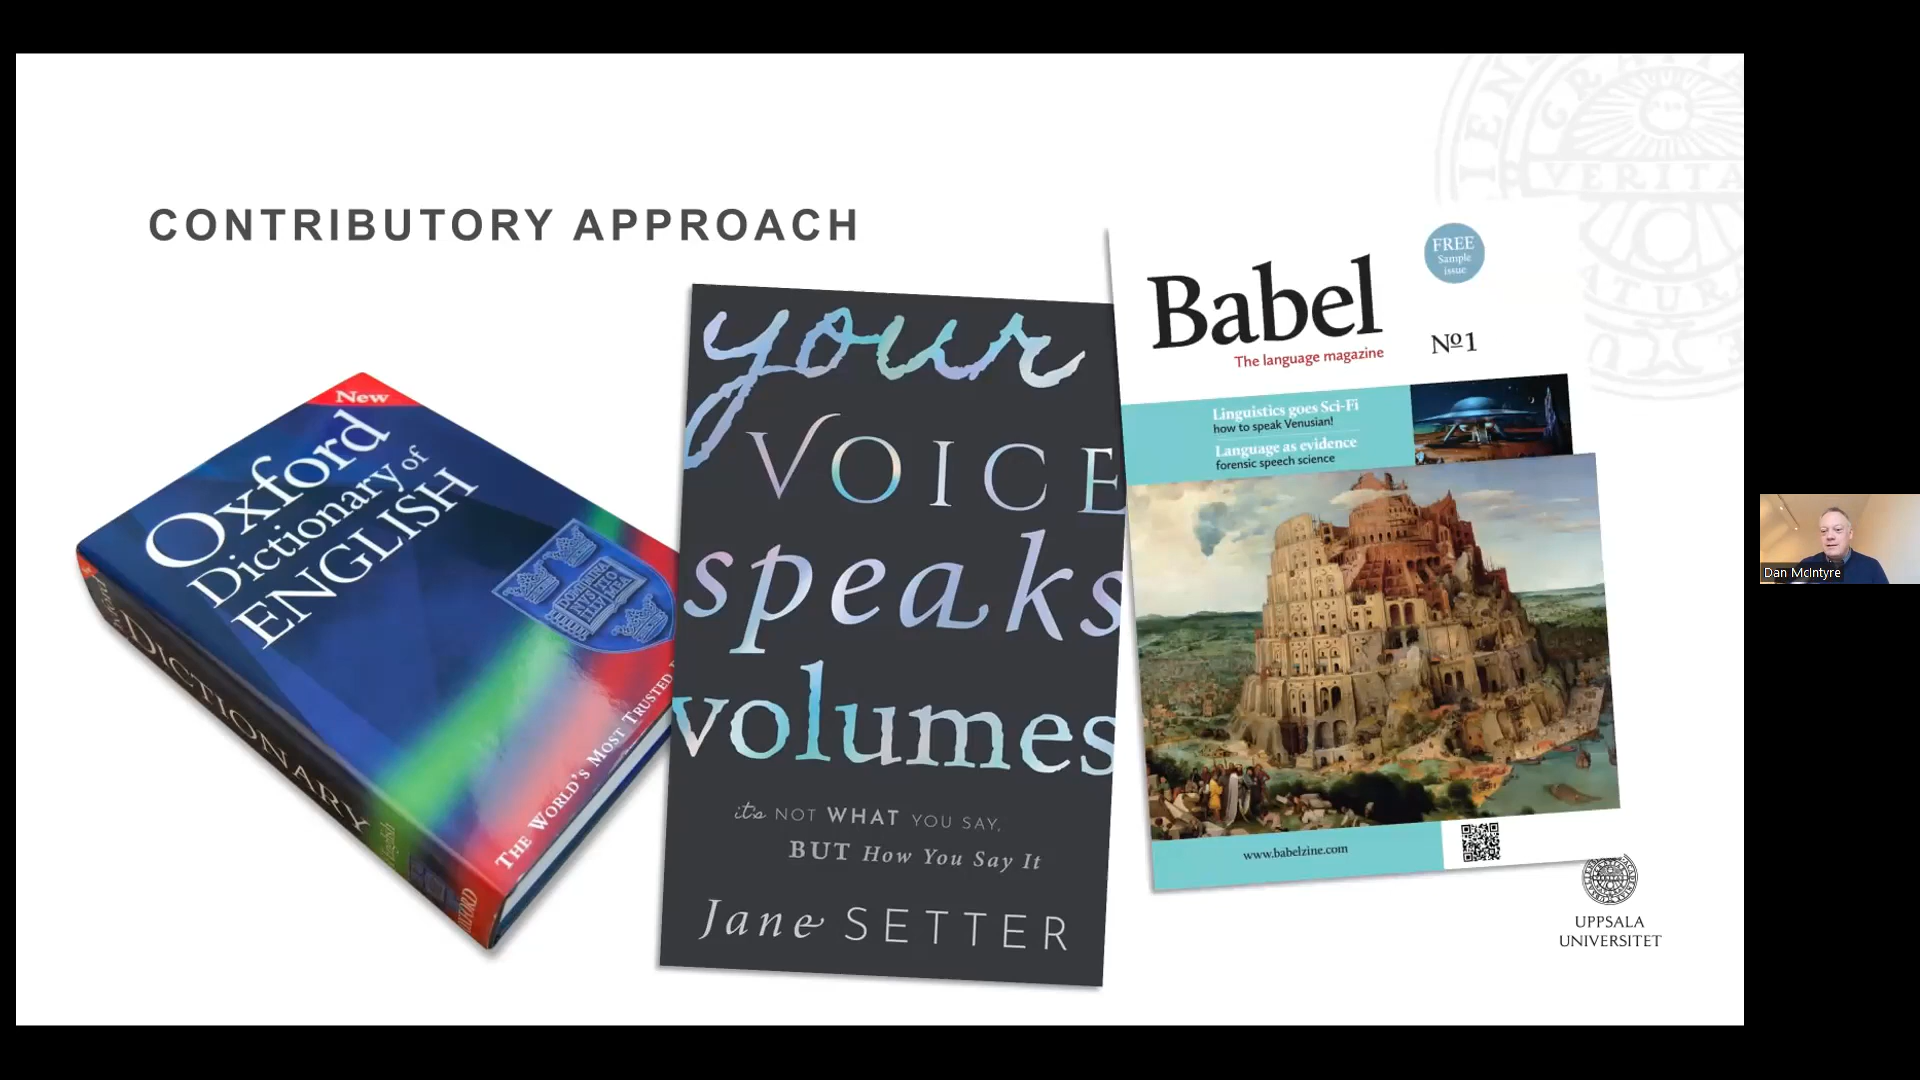 CONTRIBUTORY APPROACH
New
Oxford
Dictionary of
ENGLISH
THE WORLD'S MOST TRUSTED
DICTIONARY
your
VOICE
speaks
volumes
it's NOT WHAT YOU SAY,
BUT How You Say It
Jane SETTER
Babel
The language magazine
FREE
Sample
issue
Nº1
Linguistics goes Sci-Fi
how to speak Venusian!
Language as evidence
forensic speech science
www.babelzine.com
UPPSALA
UNIVERSITET
Dan McIntyre